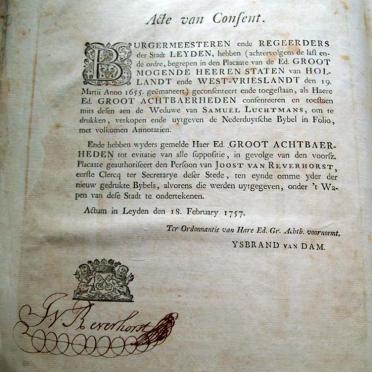 Acte van Consent.
BURGERMEESTEREN ende REGEERDERS
der Stadt LEYDEN, hebben (achtervolgens de last en-
de ordre, begrepen in den Placaate van de Ed. GROOT
MOGENDE HEEREN STATEN van HOL-
LANDT ende WEST-VRIESLANDT den 19.
Martii Anno 1655. geëmaneert) geconsenteert ende toegestaan, als Haere
Ed. GROOT ACHTBAERHEDEN consenteeren en toestaen
mits desen aen de Weduwe van SAMUEL LUCHTMANS, om te
drukken, verkopen ende uytgeven de Nederduytsche Bybel in Folio,
met volkomen Annotatien.
Ende hebben wyders gemelde Haer Ed. GROOT ACHTBAER-
HEDEN tot evitatie van alle suppositie, in gevolge van den voorsz.
Placaate geauthoriseert den Persoon van JOOST VAN REVERHORST,
eerste Clercq ter Secretarye deser Stede, ten eynde omme yder der
nieuw gedrukte Bybels, alvorens die werden uytgegeven, onder 't Wa-
pen van dese Stadt te ondertekenen.
Actum in Leyden den 18. February 1757.
Ter Ordonnantie van Hare Ed. Gr. Achtb. voornoemt.
YSBRAND VAN DAM.
J V Reverhorst